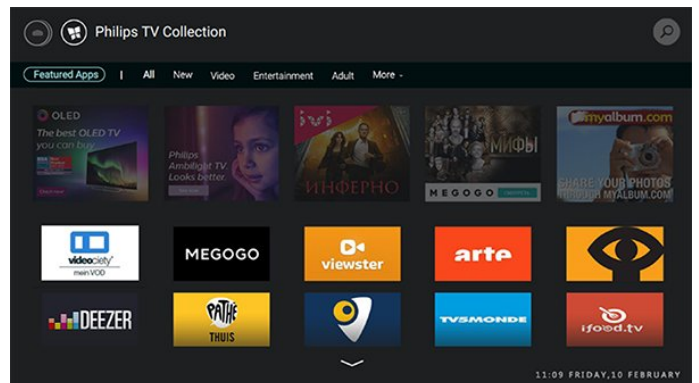 Philips TV Collection
Featured Apps | All New Video Entertainment Adult More
OLED
The best OLED TV
you can buy
Philips
Ambilight TV.
Looks better.
ivi
ИНФЕРНО
МИФЫ
MEGOGO
myalbum.com
SHARE YOUR PHOTOS
THROUGH MYALBUM.COM
videociety
mein VOD
MEGOGO
viewster
arte
DEEZER
PATHÉ
THUIS
TV5MONDE
ifood.tv
11:09 FRIDAY,10 FEBRUARY